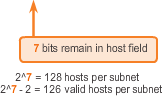 7 bits remain in host field
2^7 = 128 hosts per subnet
2^7 - 2 = 126 valid hosts per subnet